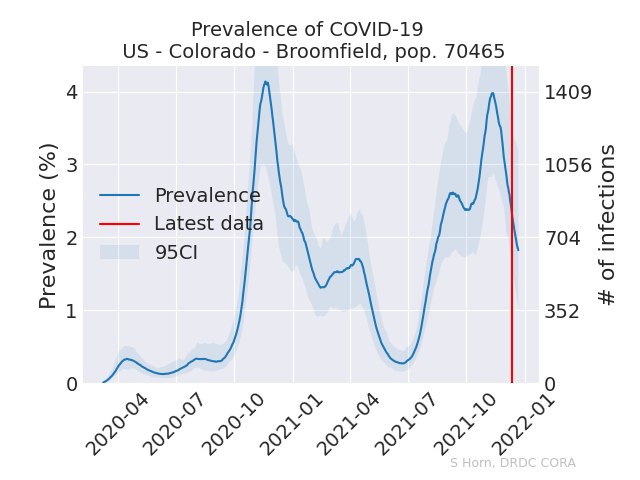 Prevalence of COVID-19
US - Colorado - Broomfield, pop. 70465
Prevalence (%)
4
3
2
1
0
Prevalence
Latest data
95CI
1409
1056
704
352
0
# of infections
2020-04
2020-07
2020-10
2021-01
2021-04
2021-07
2021-10
2022-01
S Horn, DRDC CORA